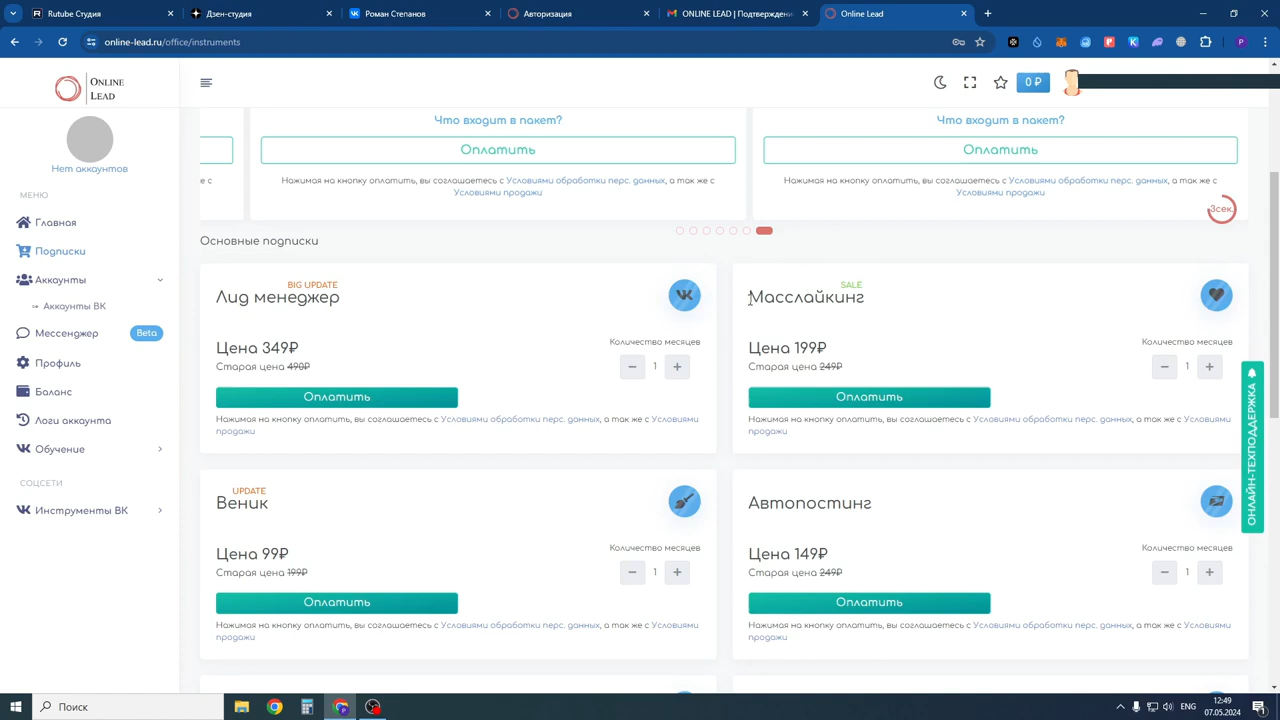 Rutube Студия
Дзен-студия
Роман Степанов
Авторизация
ONLINE LEAD | Подтверждени
Online Lead
online-lead.ru/office/instruments
ONLINE
LEAD
0 ₽
Нет аккаунтов
МЕНЮ
Главная
Подписки
Аккаунты
Аккаунты ВК
Мессенджер
Beta
Профиль
Баланс
Логи аккаунта
Обучение
СОЦСЕТИ
Инструменты ВК
Что входит в пакет?
Оплатить
Нажимая на кнопку оплатить, вы соглашаетесь с Условиями обработки перс. данных, а так же с
Условиями продажи
Что входит в пакет?
Оплатить
Нажимая на кнопку оплатить, вы соглашаетесь с Условиями обработки перс. данных, а так же с
Условиями продажи
е с
3сек.
Основные подписки
BIG UPDATE
Лид менеджер
Цена 349₽
Старая цена 490₽
Количество месяцев
− 1 +
Оплатить
Нажимая на кнопку оплатить, вы соглашаетесь с Условиями обработки перс. данных, а так же с Условиями
продажи
SALE
Масслайкинг
Цена 199₽
Старая цена 249₽
Количество месяцев
− 1 +
Оплатить
Нажимая на кнопку оплатить, вы соглашаетесь с Условиями обработки перс. данных, а так же с Условиями
продажи
UPDATE
Веник
Цена 99₽
Старая цена 199₽
Количество месяцев
− 1 +
Оплатить
Нажимая на кнопку оплатить, вы соглашаетесь с Условиями обработки перс. данных, а так же с Условиями
продажи
Автопостинг
Цена 149₽
Старая цена 249₽
Количество месяцев
− 1 +
Оплатить
Нажимая на кнопку оплатить, вы соглашаетесь с Условиями обработки перс. данных, а так же с Условиями
продажи
ОНЛАЙН-ТЕХПОДДЕРЖКА
Поиск
ENG
12:49
07.05.2024